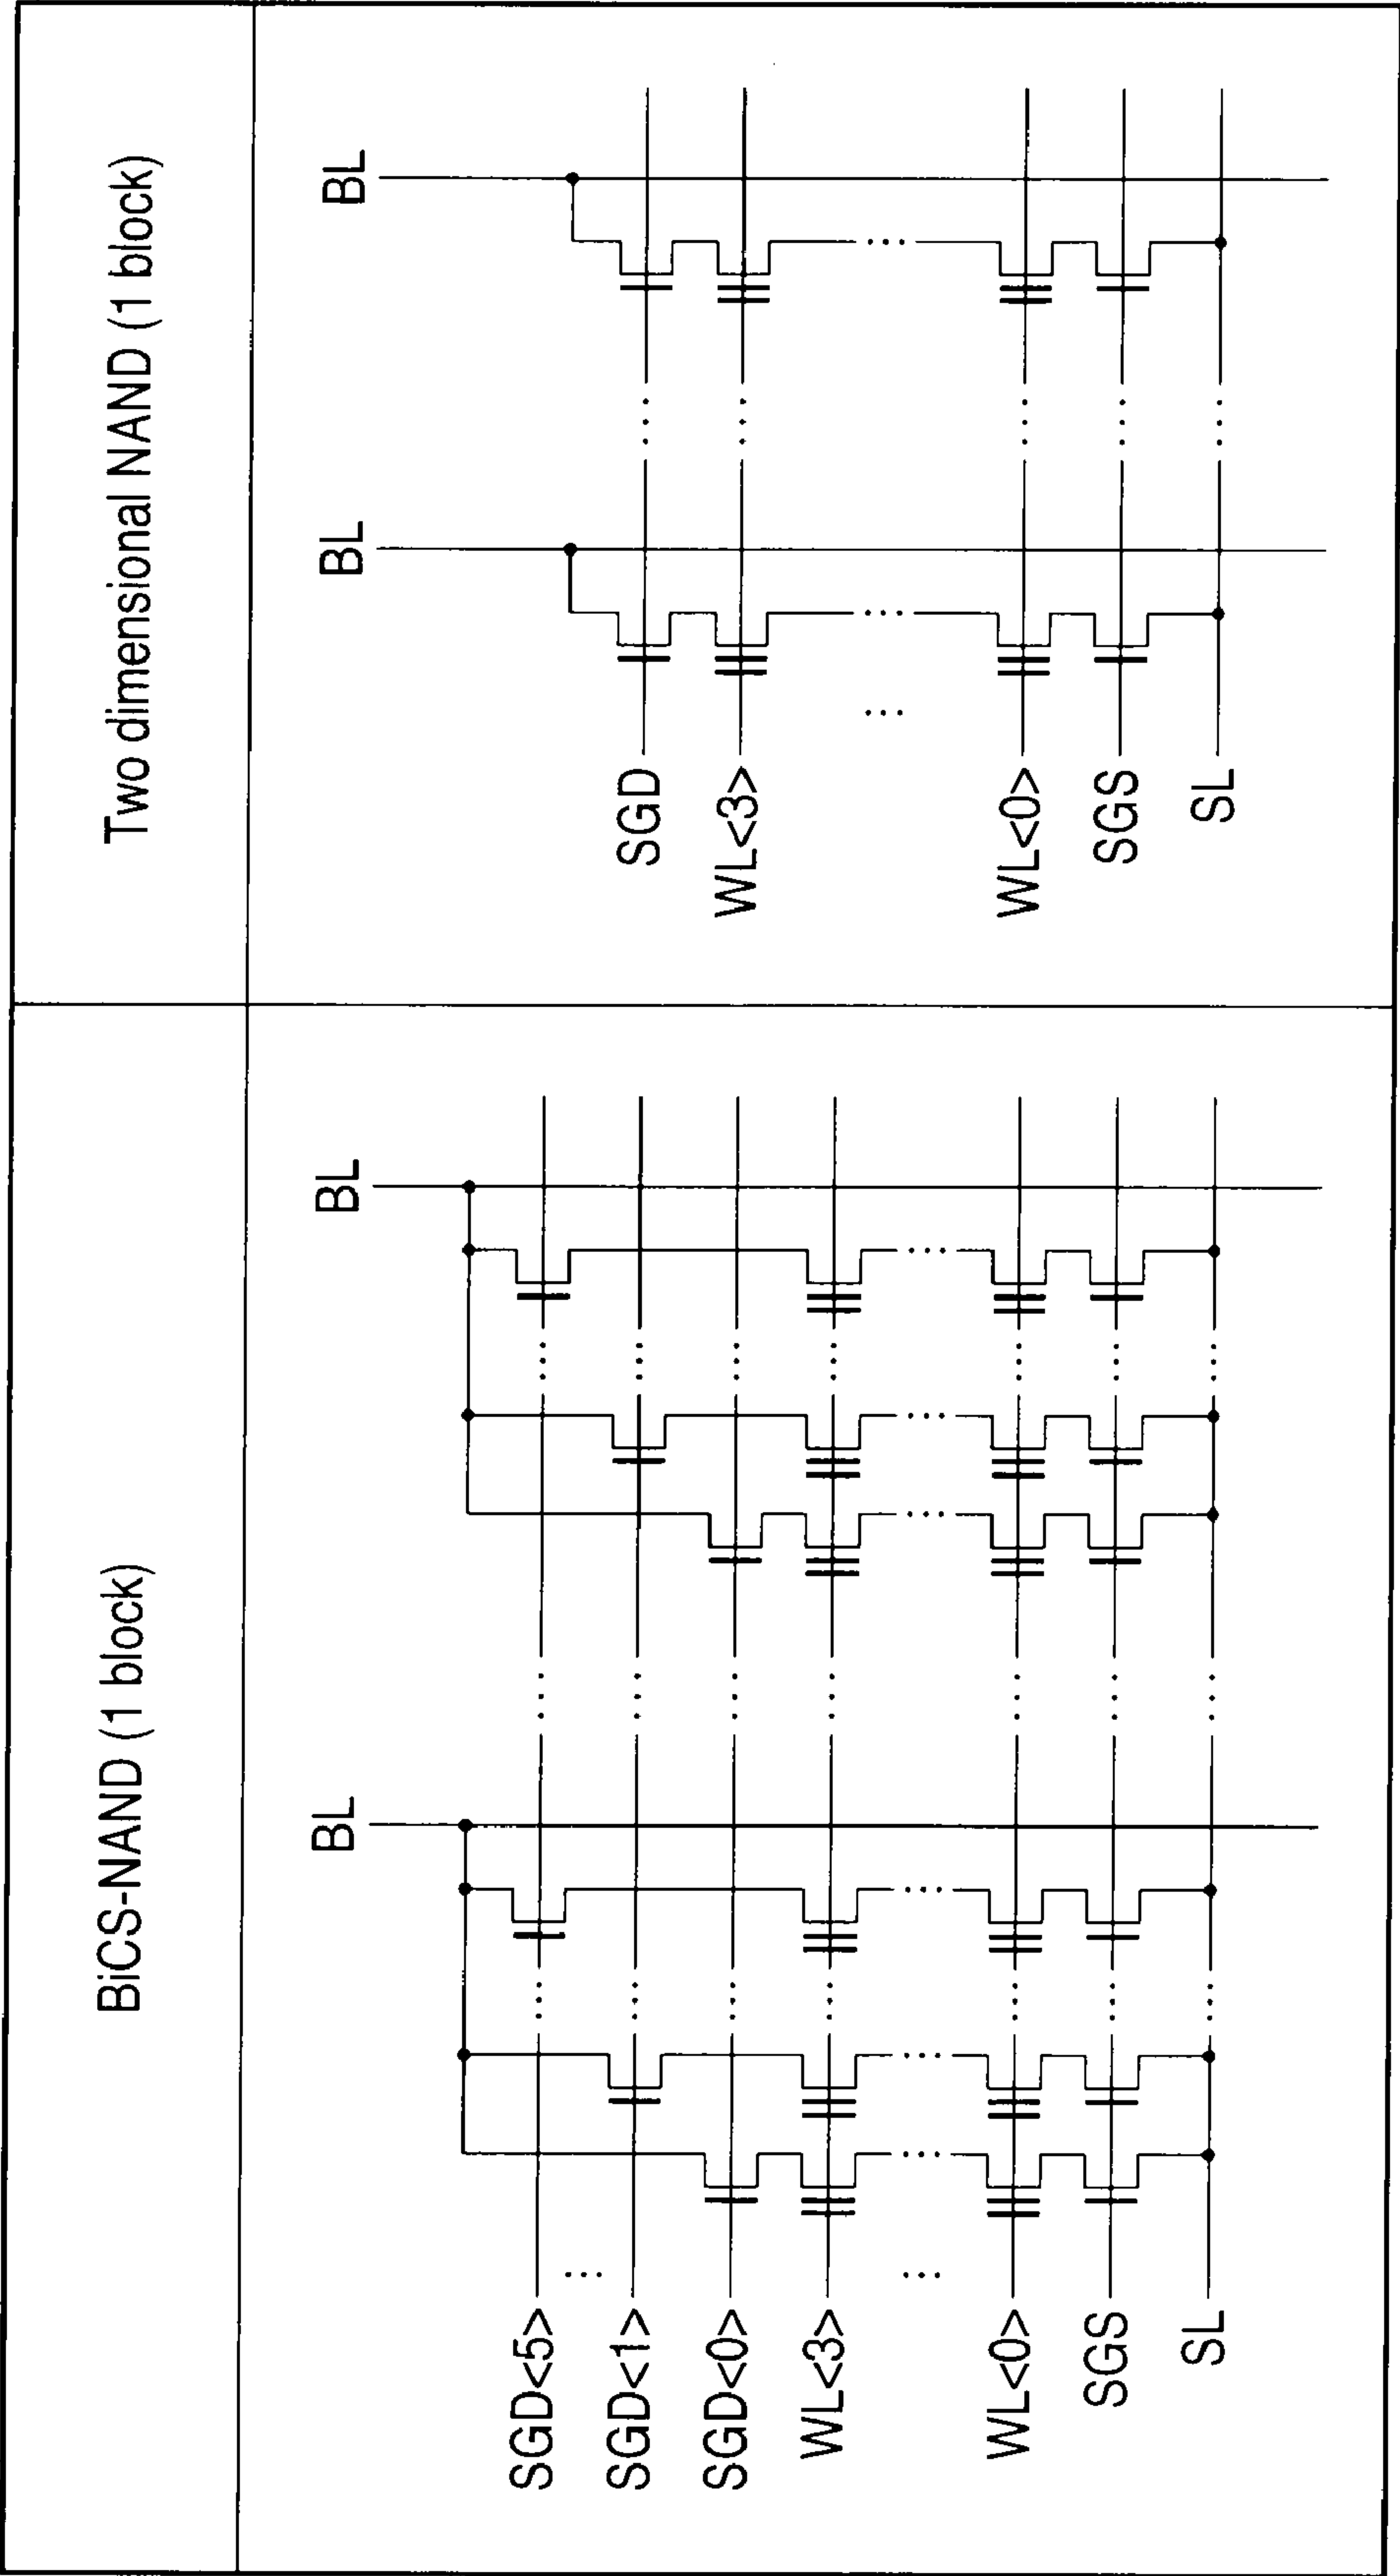 BiCS-NAND (1 block)
BL
BL
SGD<5>
SGD<1>
SGD<0>
WL<3>
WL<0>
SGS
SL
Two dimensional NAND (1 block)
BL
BL
SGD
WL<3>
WL<0>
SGS
SL